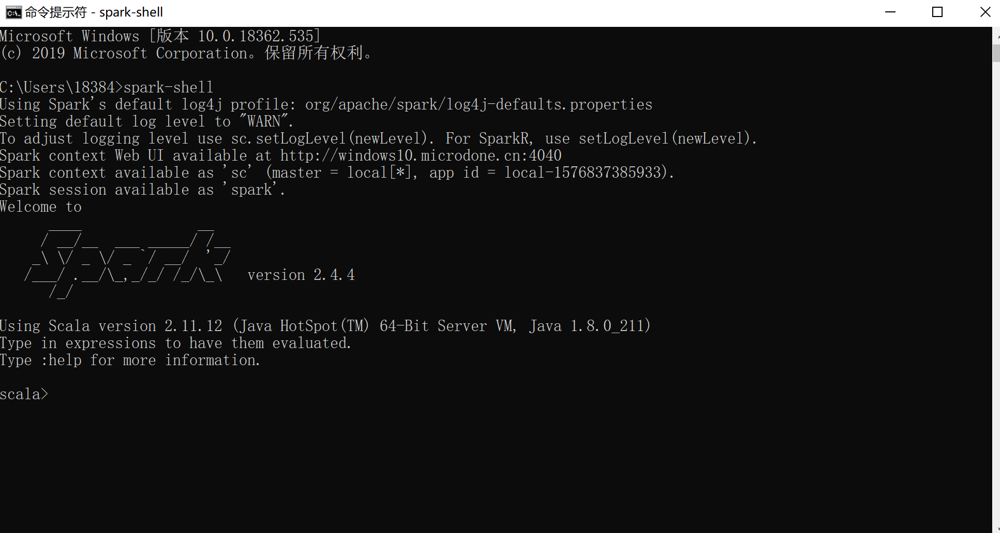 命令提示符 - spark-shell
Microsoft Windows [版本 10.0.18362.535]
(c) 2019 Microsoft Corporation。保留所有权利。
C:\Users\18384>spark-shell
Using Spark's default log4j profile: org/apache/spark/log4j-defaults.properties
Setting default log level to "WARN".
To adjust logging level use sc.setLogLevel(newLevel). For SparkR, use setLogLevel(newLevel).
Spark context Web UI available at http://windows10.microdone.cn:4040
Spark context available as 'sc' (master = local[*], app id = local-1576837385933).
Spark session available as 'spark'.
Welcome to
      ____              __
     / __/__  ___ _____/ /__
    _\ \/ _ \/ _ `/ __/  '_/
   /___/ .__/\_,_/_/ /_/\_\   version 2.4.4
      /_/
Using Scala version 2.11.12 (Java HotSpot(TM) 64-Bit Server VM, Java 1.8.0_211)
Type in expressions to have them evaluated.
Type :help for more information.
scala>